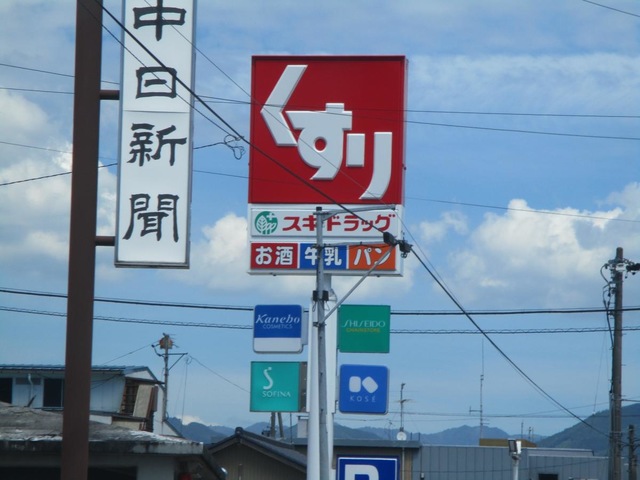 中日新聞
くすり
スギドラッグ
お酒 牛乳 パン
Kanebo
COSMETICS
SHISEIDO
SOFINA
KOSÉ
P